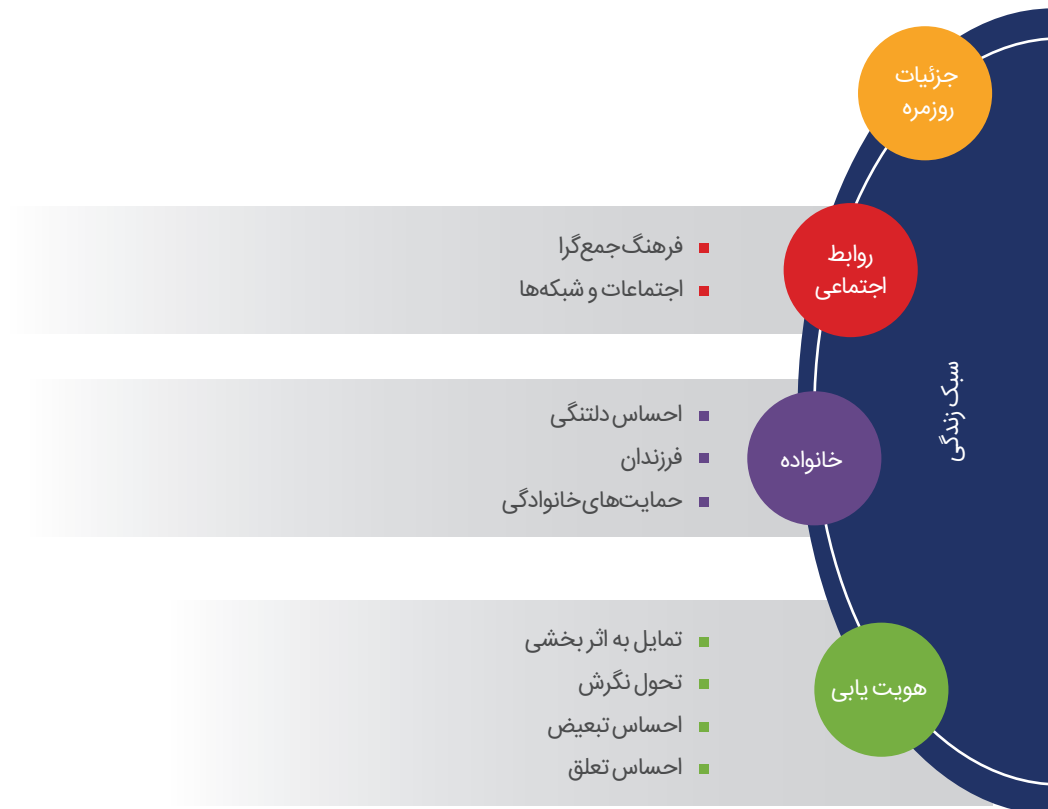 جزئیات
روزمره
روابط
اجتماعی
فرهنگ جمع‌گرا
اجتماعات و شبکه‌ها
سبک زندگی
خانواده
احساس دلتنگی
فرزندان
حمایت‌های خانوادگی
هویت یابی
تمایل به اثر بخشی
تحول نگرش
احساس تبعیض
احساس تعلق